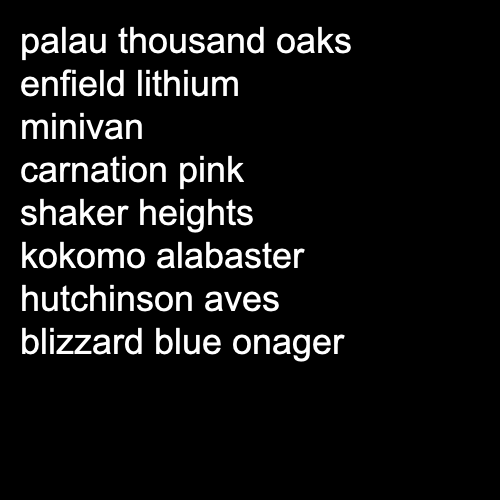 palau thousand oaks
enfield lithium
minivan
carnation pink
shaker heights
kokomo alabaster
hutchinson aves
blizzard blue onager